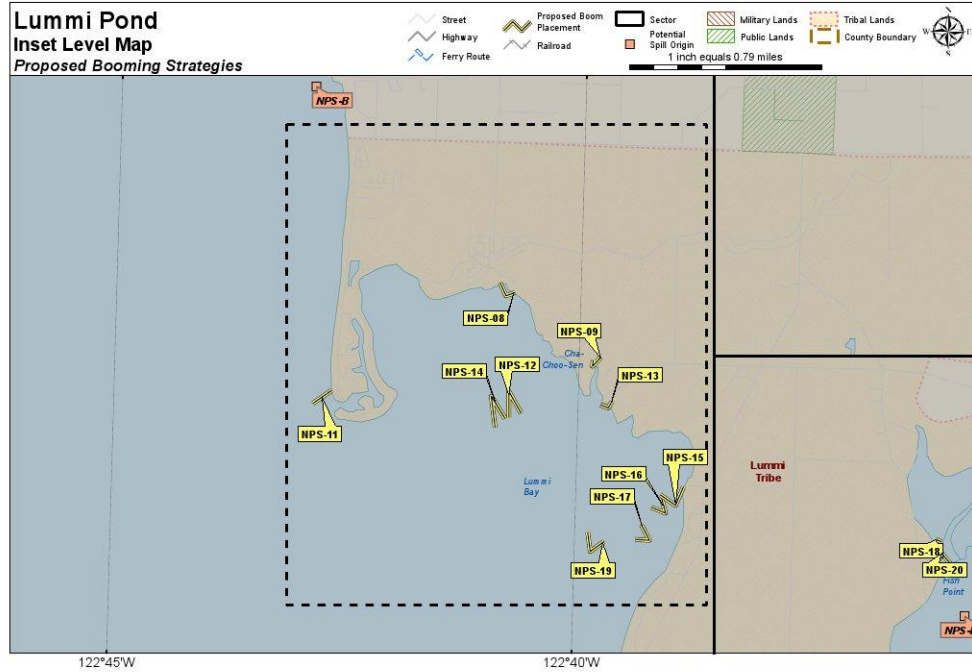 Lummi Pond
Inset Level Map
Proposed Booming Strategies
Street
Highway
Ferry Route
Proposed Boom
Placement
Railroad
Sector
Potential
Spill Origin
Military Lands
Public Lands
Tribal Lands
County Boundary
N
W
E
S
1 inch equals 0.79 miles
NPS-B
NPS-08
NPS-09
Cha-
Choo-Sen
NPS-12
NPS-14
NPS-13
NPS-11
NPS-15
NPS-16
Lummi
Tribe
Lummi
Bay
NPS-17
NPS-18
NPS-19
NPS-20
Fish
Point
122°45'W
122°40'W